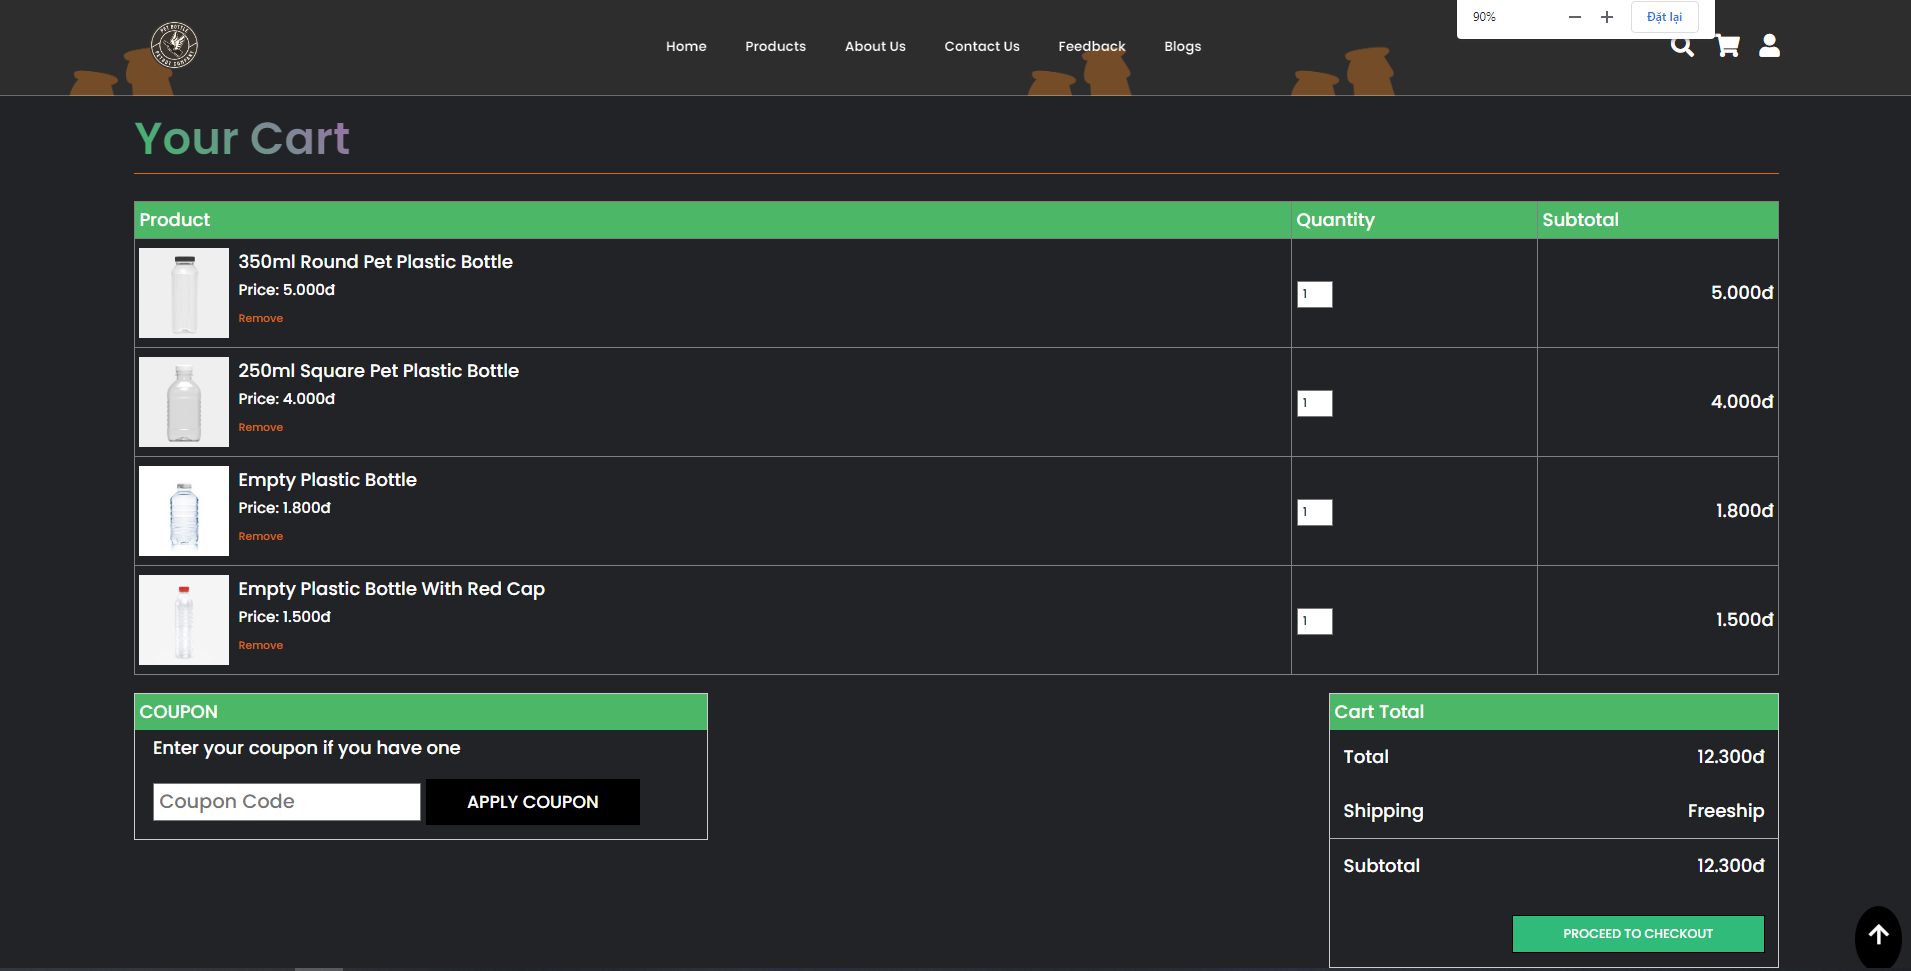 90%
Đặt lại
PET BOTTLE
PATROT COMPANY
Home
Products
About Us
Contact Us
Feedback
Blogs
Your Cart
Product
Quantity
Subtotal
350ml Round Pet Plastic Bottle
Price: 5.000đ
Remove
1
5.000đ
250ml Square Pet Plastic Bottle
Price: 4.000đ
Remove
1
4.000đ
Empty Plastic Bottle
Price: 1.800đ
Remove
1
1.800đ
Empty Plastic Bottle With Red Cap
Price: 1.500đ
Remove
1
1.500đ
COUPON
Enter your coupon if you have one
Coupon Code
APPLY COUPON
Cart Total
Total
12.300đ
Shipping
Freeship
Subtotal
12.300đ
PROCEED TO CHECKOUT